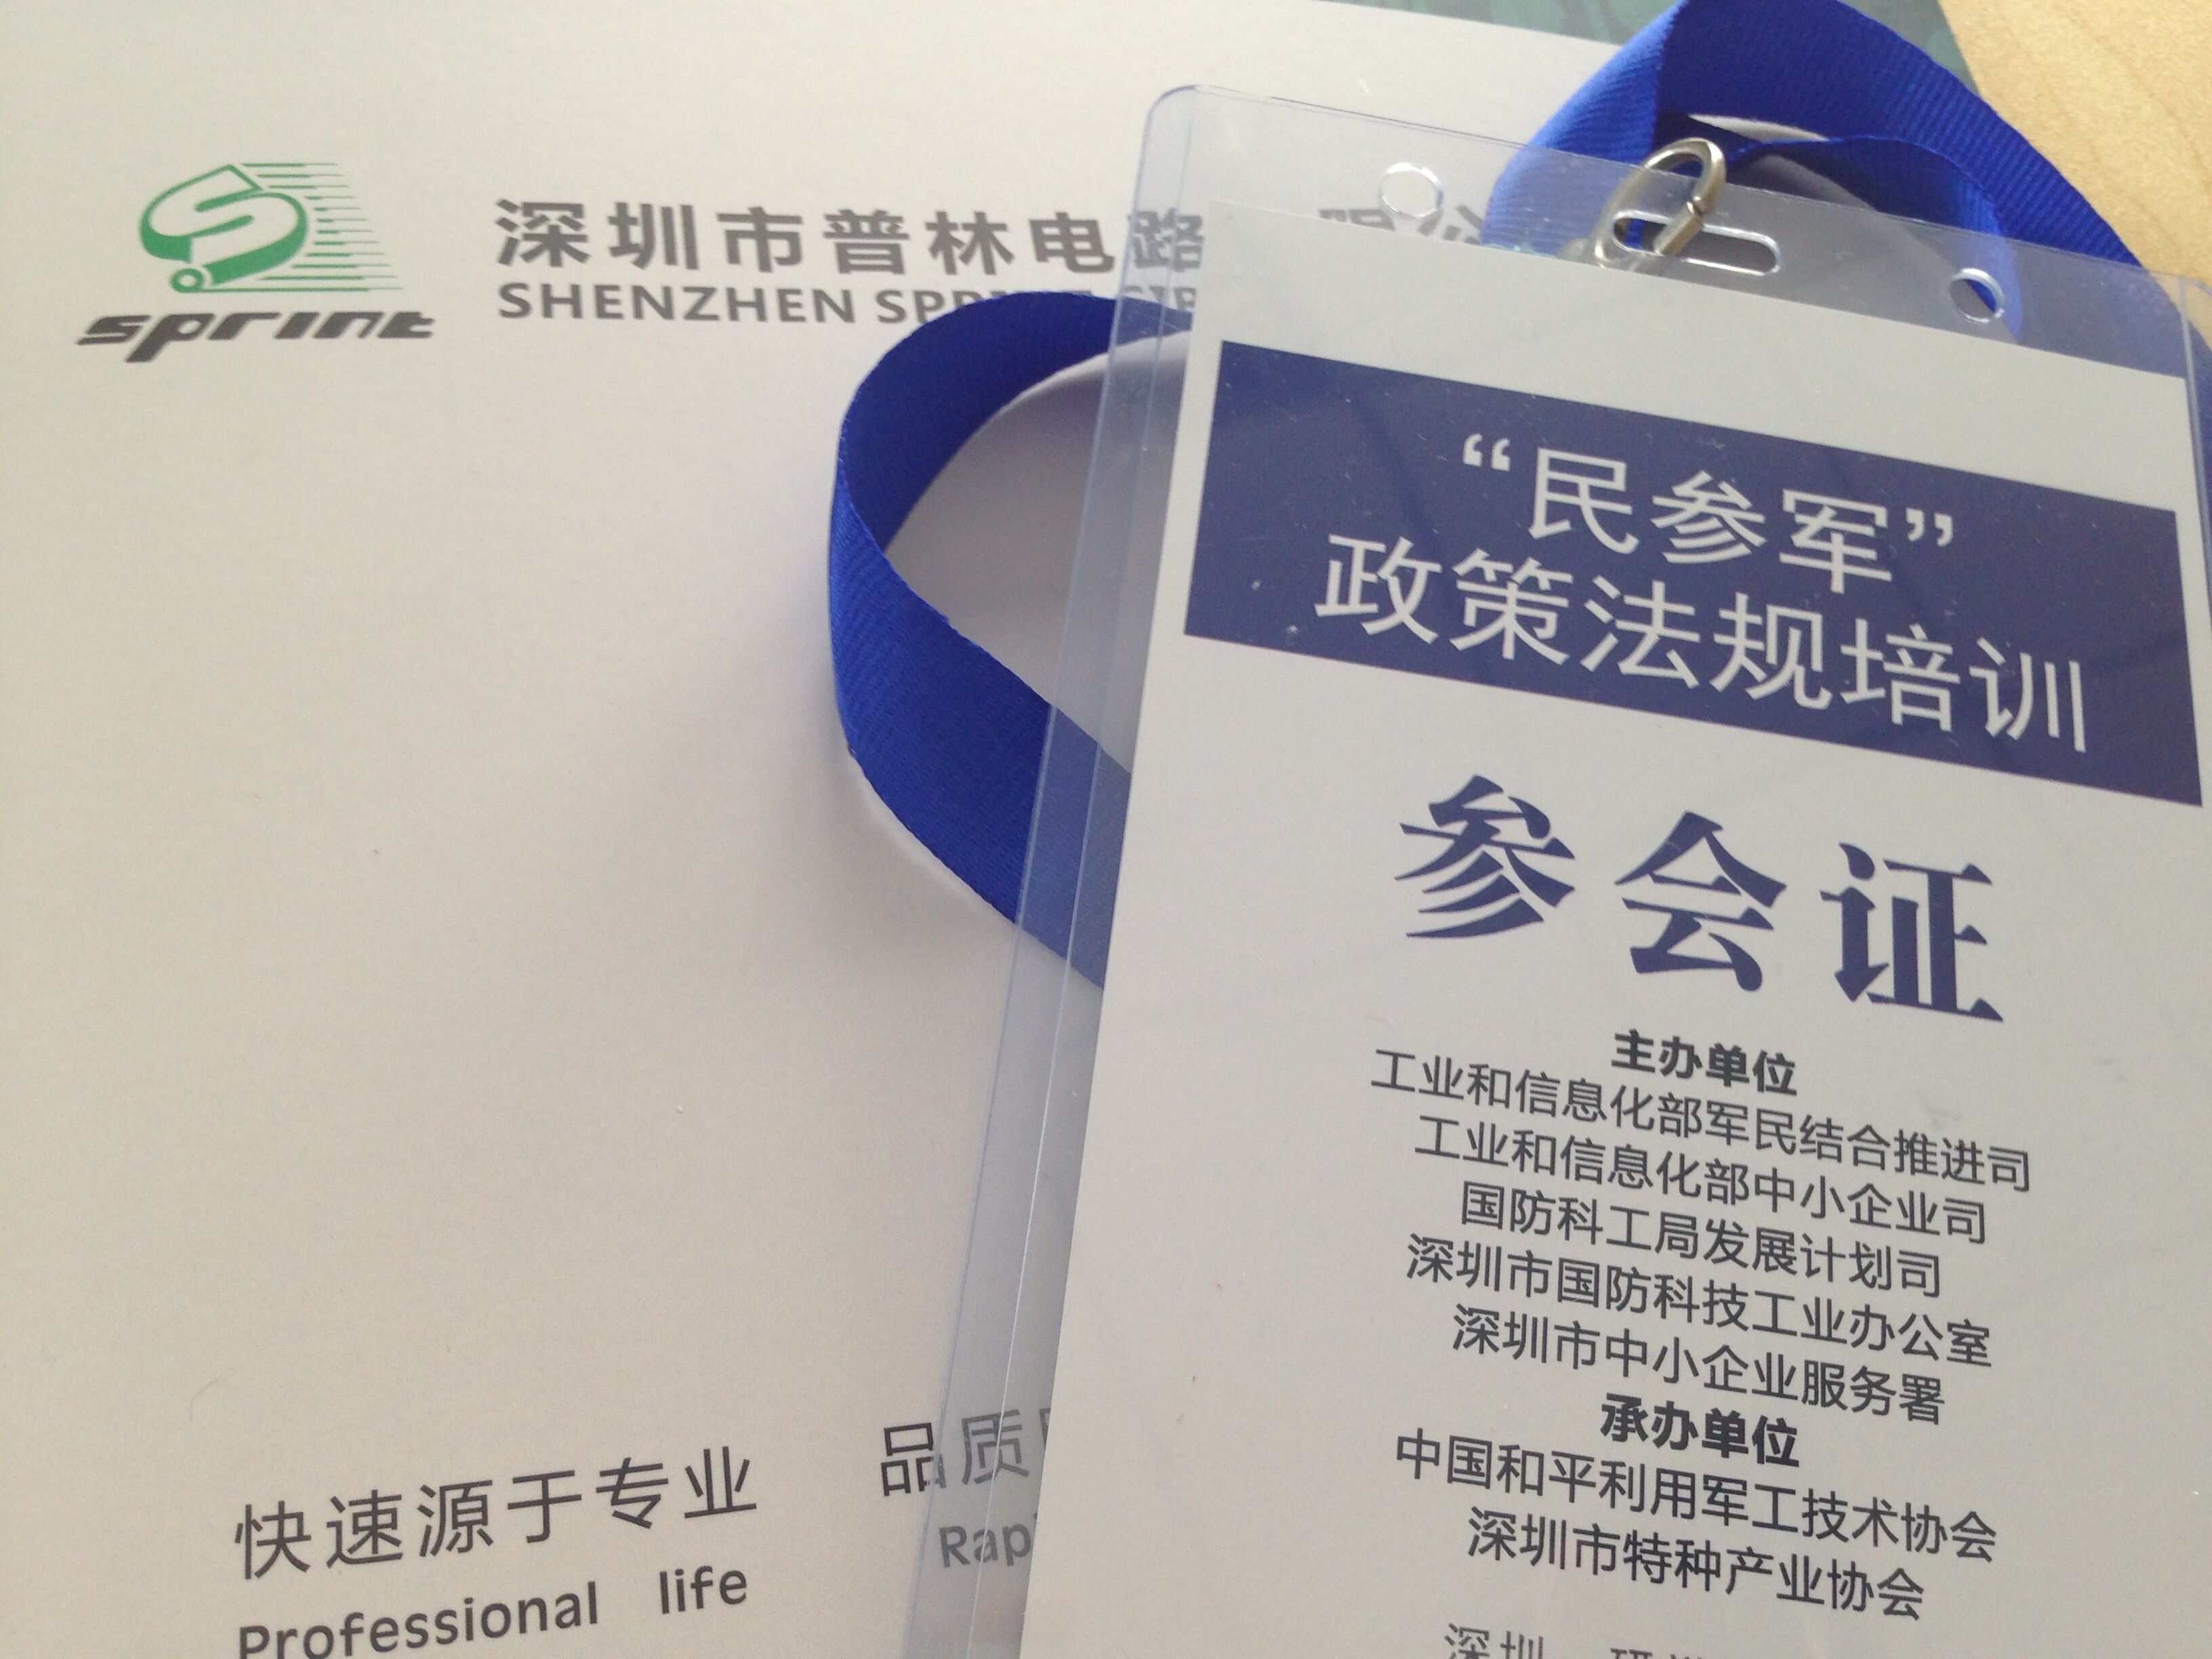 sprint
深圳市普林电路
SHENZHEN SPRINT CIR
“民参军”
政策法规培训
参会证
主办单位
工业和信息化部军民结合推进司
工业和信息化部中小企业司
国防科工局发展计划司
深圳市国防科技工业办公室
深圳市中小企业服务署
承办单位
中国和平利用军工技术协会
深圳市特种产业协会
深圳
快速源于专业 品质
Professional life Rapi